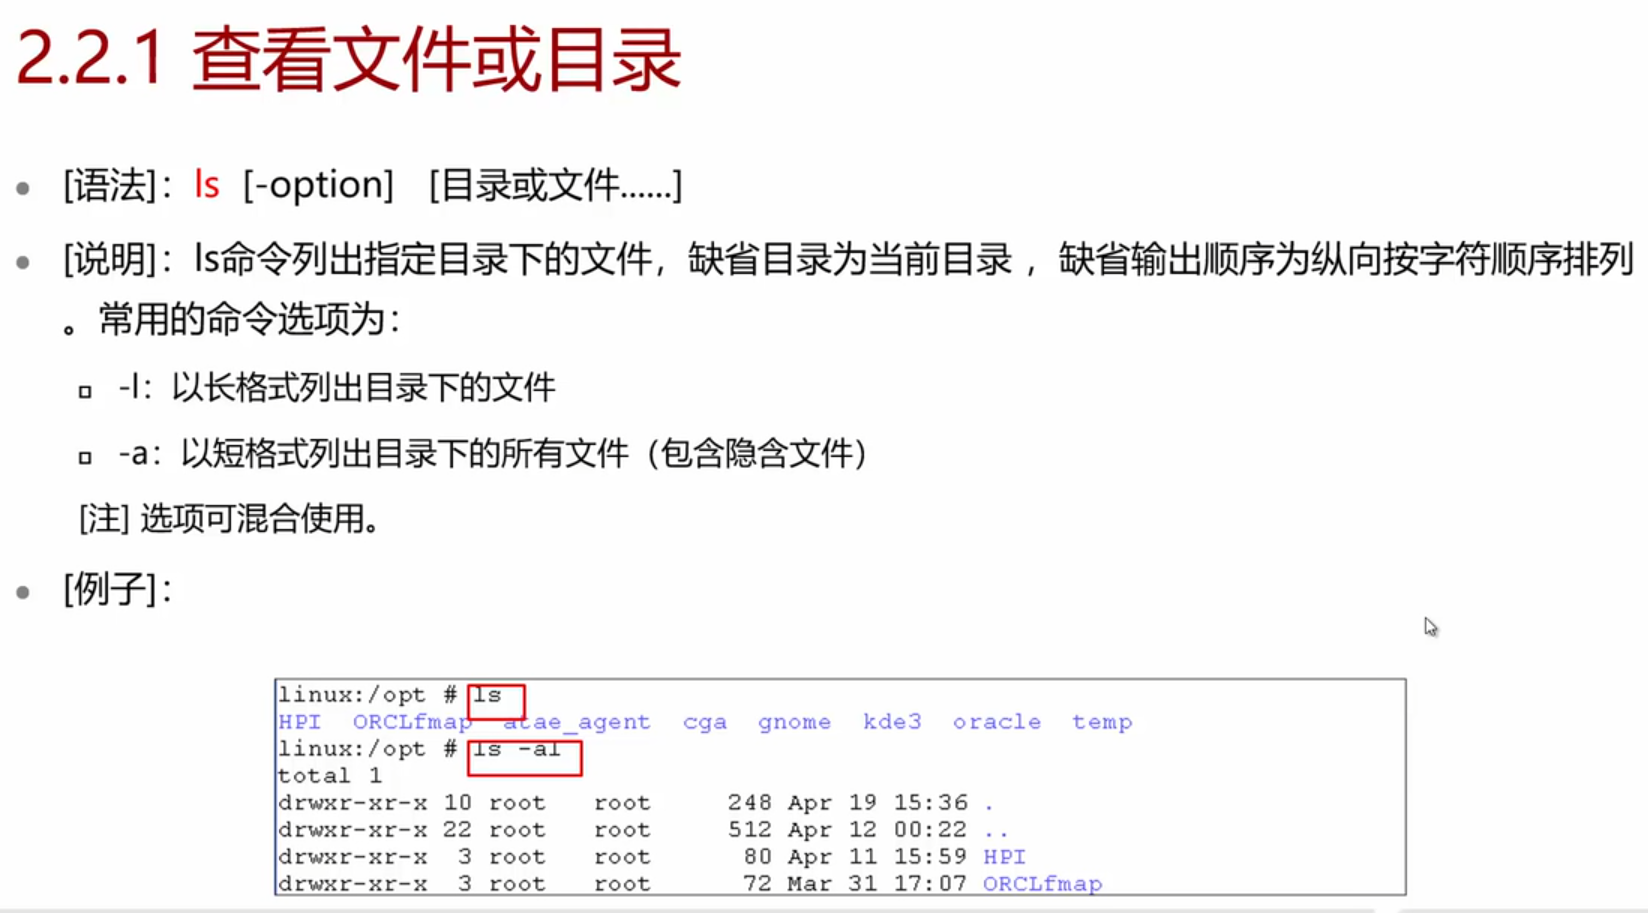 2.2.1 查看文件或目录
[语法]：ls [-option] [目录或文件......]
[说明]：ls命令列出指定目录下的文件，缺省目录为当前目录 ，缺省输出顺序为纵向按字符顺序排列
。常用的命令选项为：
-l：以长格式列出目录下的文件
-a：以短格式列出目录下的所有文件（包含隐含文件）
[注] 选项可混合使用。
[例子]：
linux:/opt # ls
HPI ORCLfmap atae_agent cga gnome kde3 oracle temp
linux:/opt # ls -al
total 1
drwxr-xr-x 10 root root 248 Apr 19 15:36 .
drwxr-xr-x 22 root root 512 Apr 12 00:22 ..
drwxr-xr-x 3 root root 80 Apr 11 15:59 HPI
drwxr-xr-x 3 root root 72 Mar 31 17:07 ORCLfmap